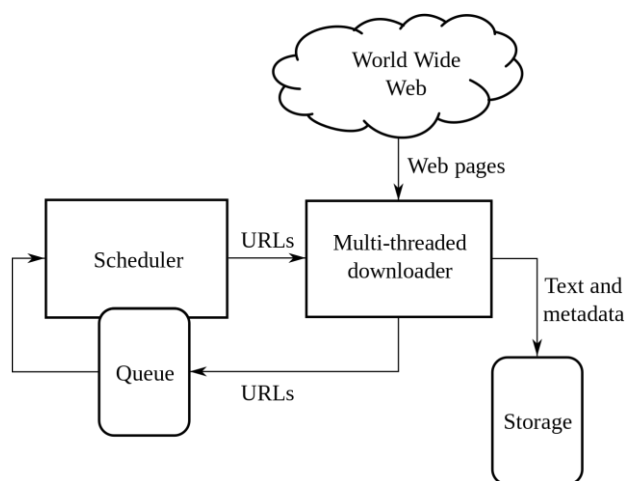 World Wide
Web
Web pages
Scheduler
URLs
Multi-threaded
downloader
Text and
metadata
Queue
URLs
Storage